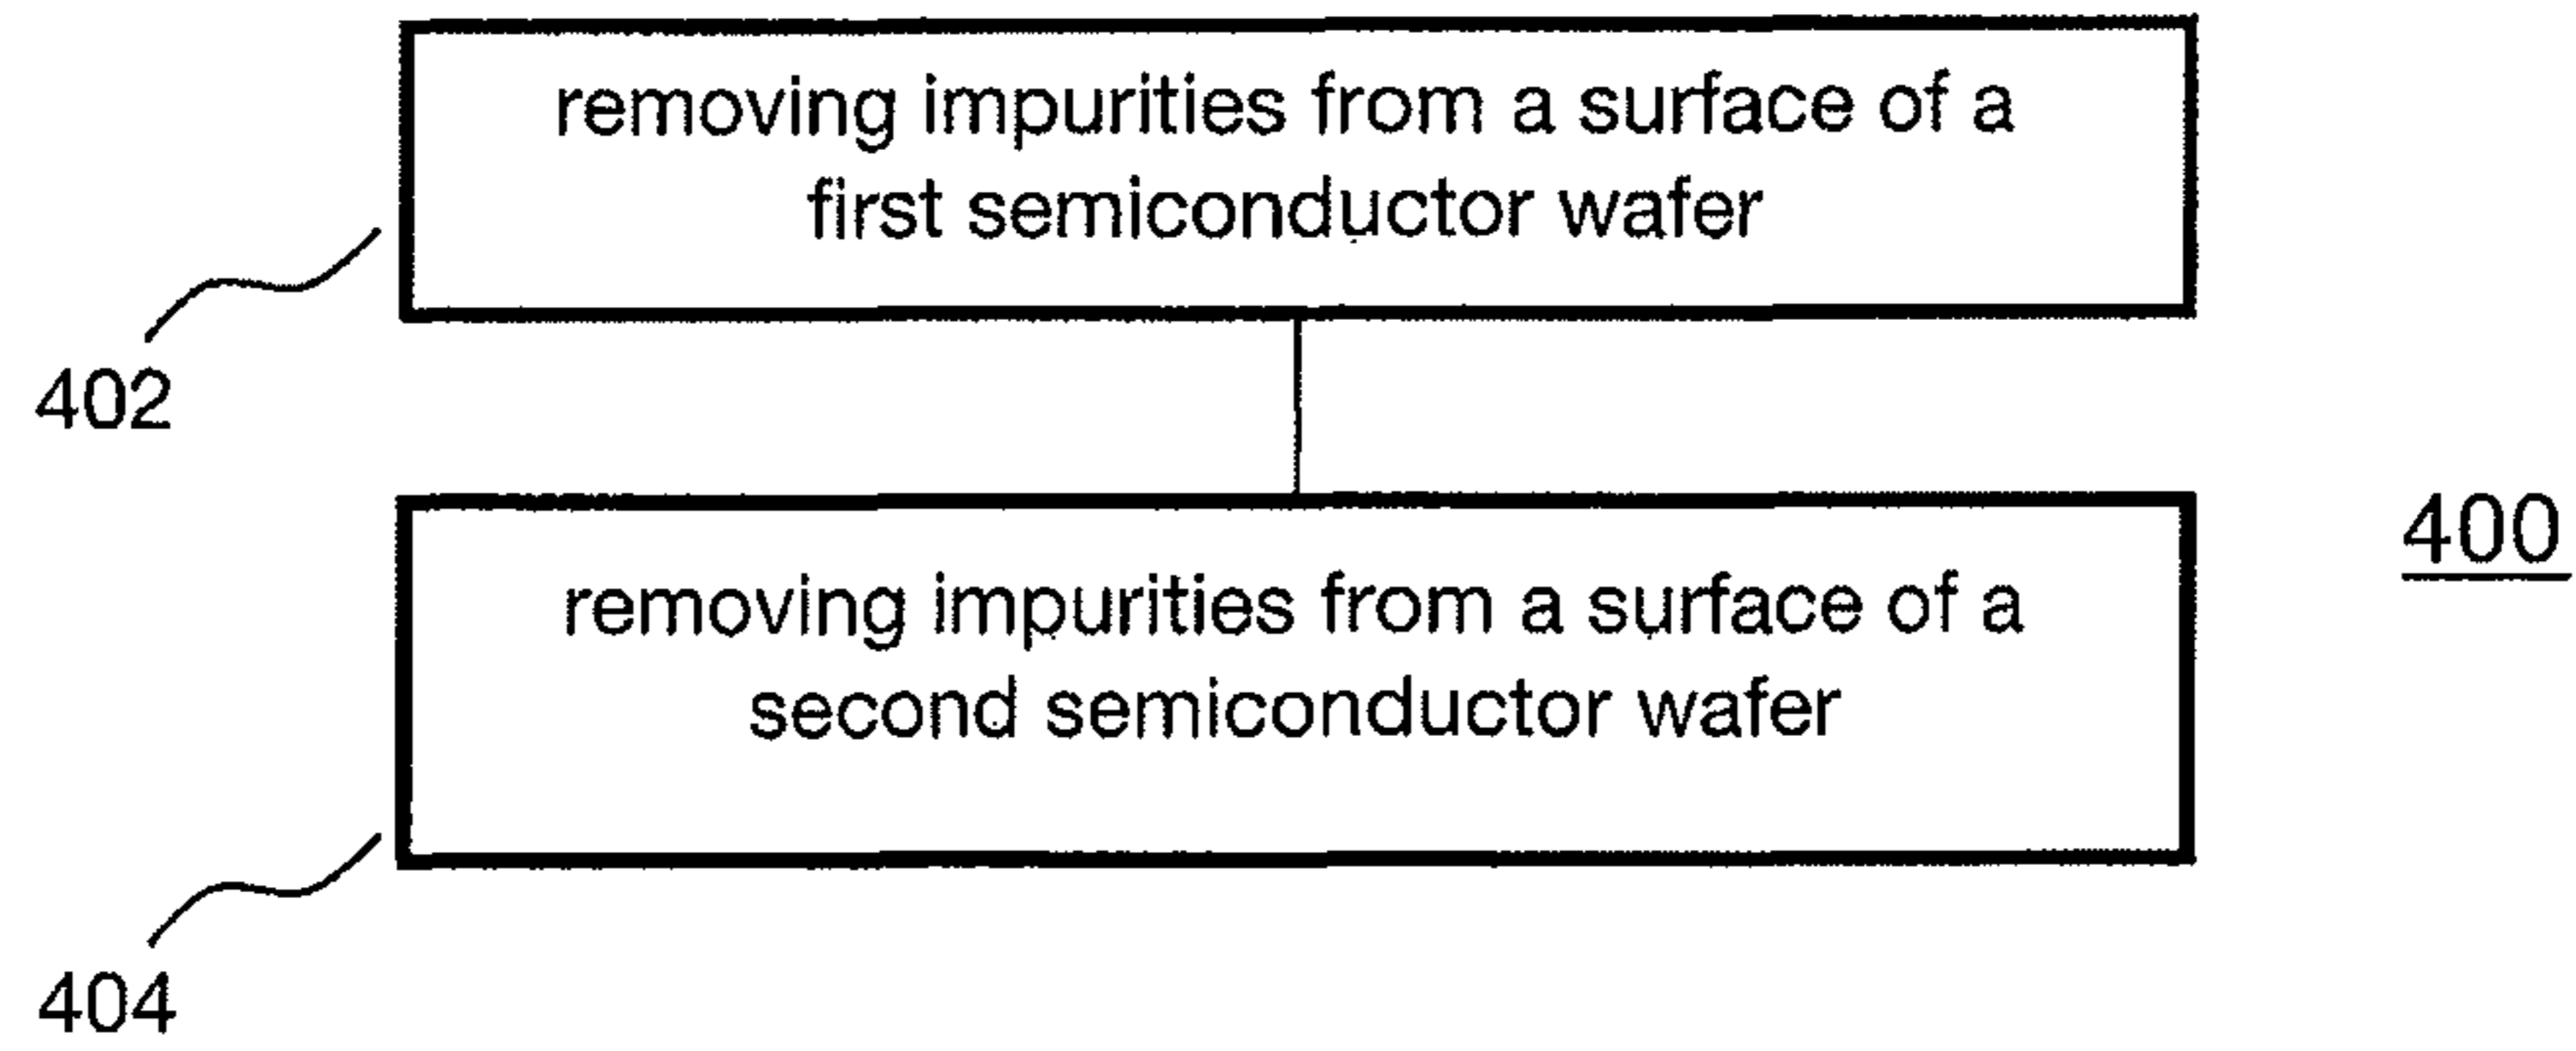 removing impurities from a surface of a
first semiconductor wafer
402
removing impurities from a surface of a
second semiconductor wafer
400
404